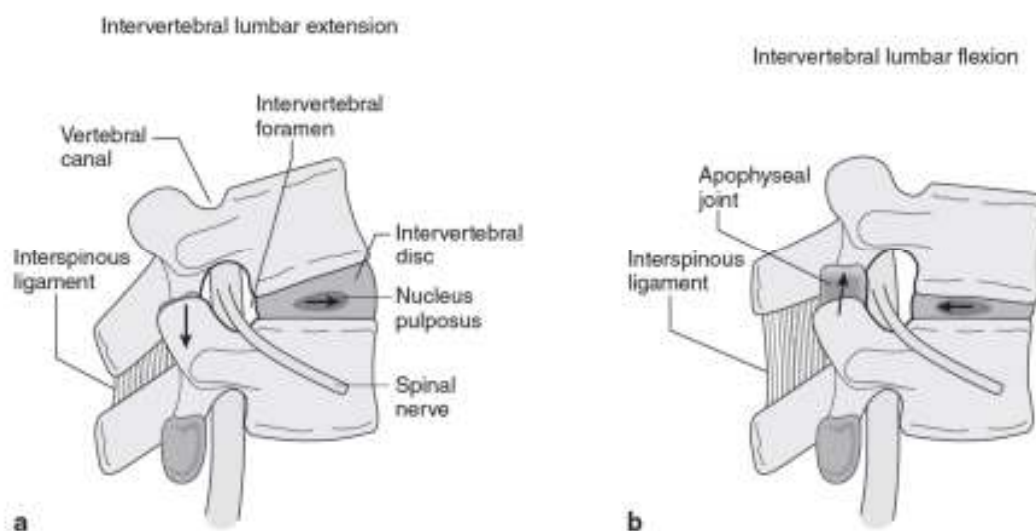 Intervertebral lumbar extension
Intervertebral
foramen
Vertebral
canal
Interspinous
ligament
Intervertebral
disc
Nucleus
pulposus
Spinal
nerve
a
Intervertebral lumbar flexion
Apophyseal
joint
Interspinous
ligament
b